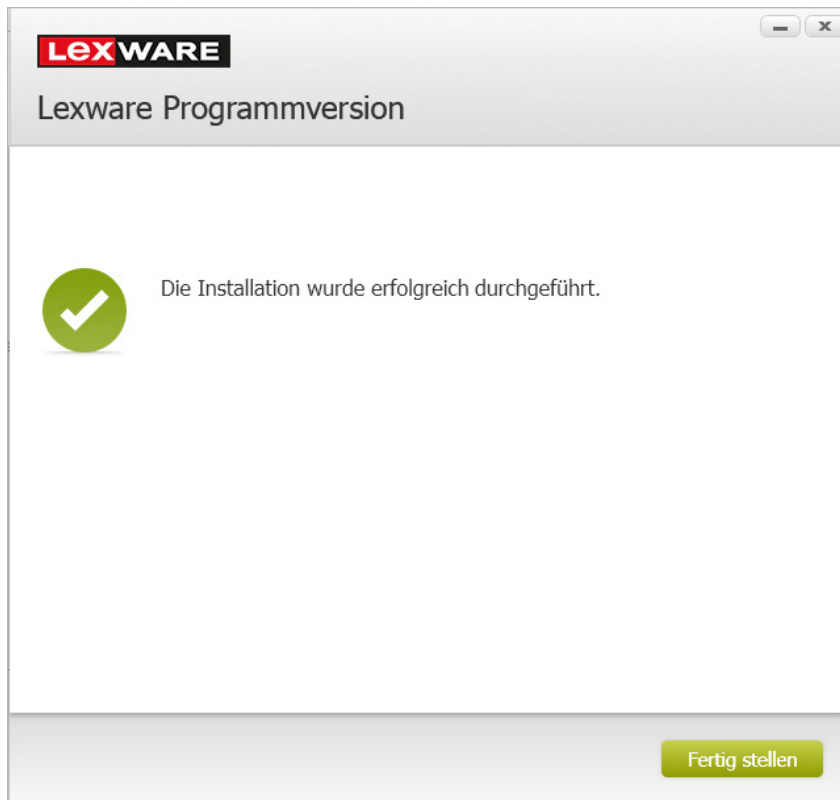 LEXWARE
Lexware Programmversion
Die Installation wurde erfolgreich durchgeführt.
Fertig stellen